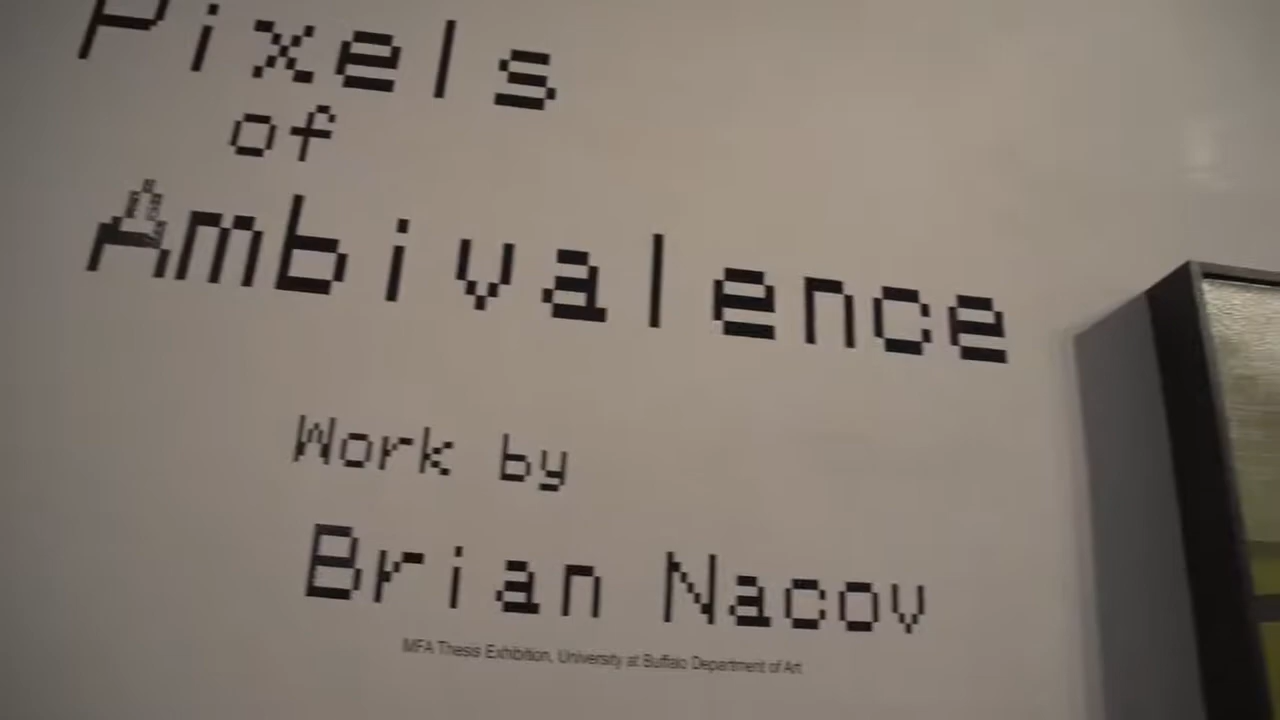 Pixels
of
Ambivalence
Work by
Brian Nacov
MFA Thesis Exhibition, University at Buffalo Department of Art